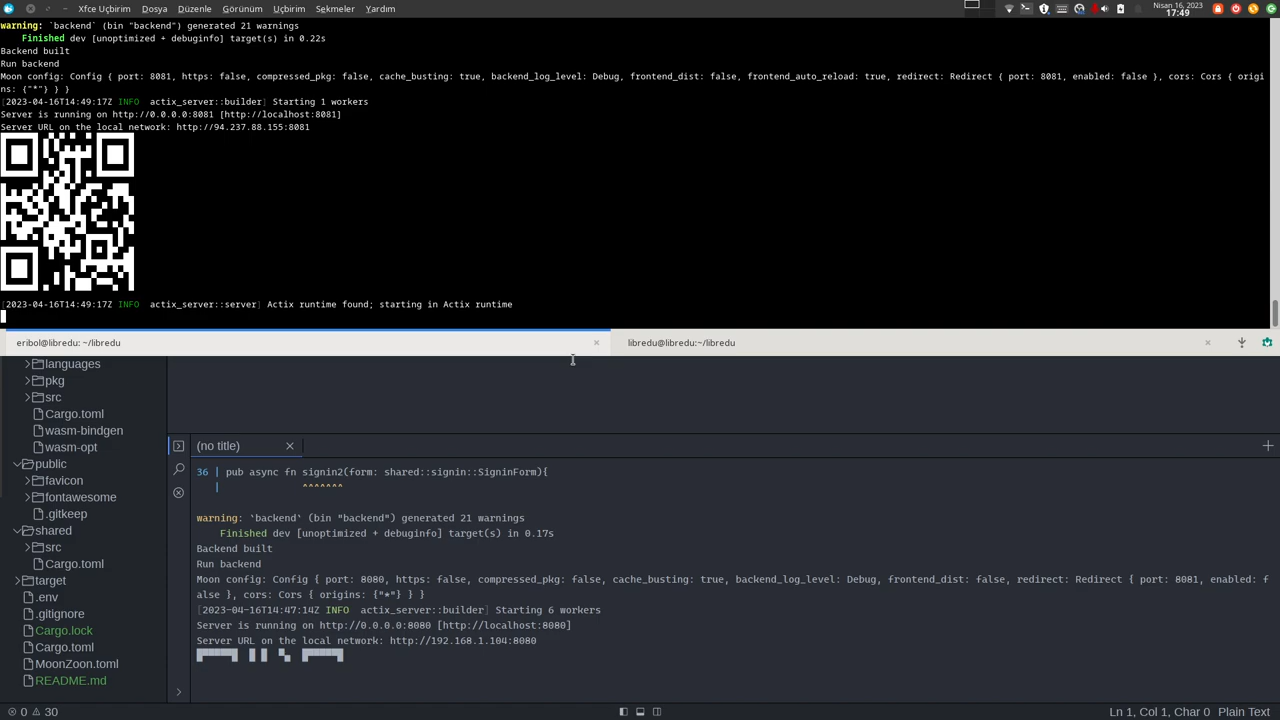 Xfce Uçbirim Dosya Düzenle Görünüm Uçbirim Sekmeler Yardım
Nisan 16, 2023
17:49
warning: `backend` (bin "backend") generated 21 warnings
Finished dev [unoptimized + debuginfo] target(s) in 0.22s
Backend built
Run backend
Moon config: Config { port: 8081, https: false, compressed_pkg: false, cache_busting: true, backend_log_level: Debug, frontend_dist: false, frontend_auto_reload: true, redirect: Redirect { port: 8081, enabled: false }, cors: Cors { origi
ns: {"*"} } }
[2023-04-16T14:49:17Z INFO  actix_server::builder] Starting 1 workers
Server is running on http://0.0.0.0:8081 [http://localhost:8081]
Server URL on the local network: http://94.237.88.155:8081
[2023-04-16T14:49:17Z INFO  actix_server::server] Actix runtime found; starting in Actix runtime
eribol@libredu: ~/libredu
libredu@libredu:~/libredu
languages
pkg
src
Cargo.toml
wasm-bindgen
wasm-opt
public
favicon
fontawesome
.gitkeep
shared
src
Cargo.toml
target
.env
.gitignore
Cargo.lock
Cargo.toml
MoonZoon.toml
README.md
(no title)
36 | pub async fn signin2(form: shared::signin::SigninForm){
| ^^^^^^^
warning: `backend` (bin "backend") generated 21 warnings
Finished dev [unoptimized + debuginfo] target(s) in 0.17s
Backend built
Run backend
Moon config: Config { port: 8080, https: false, compressed_pkg: false, cache_busting: true, backend_log_level: Debug, frontend_dist: false, redirect: Redirect { port: 8081, enabled: f
alse }, cors: Cors { origins: {"*"} } }
[2023-04-16T14:47:14Z INFO  actix_server::builder] Starting 6 workers
Server is running on http://0.0.0.0:8080 [http://localhost:8080]
Server URL on the local network: http://192.168.1.104:8080
0 30
Ln 1, Col 1, Char 0 Plain Text